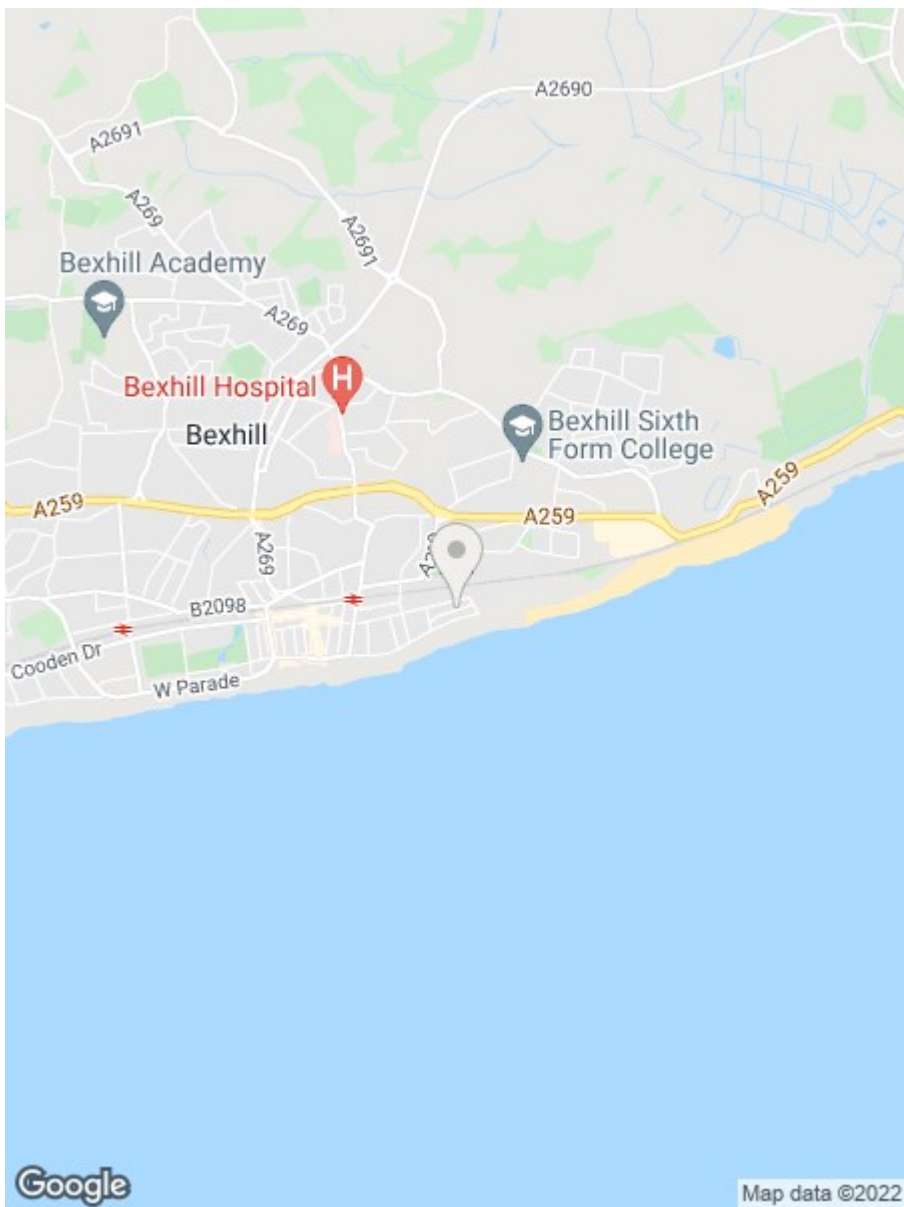 A2690
A2691
A269
A2691
Bexhill Academy
A269
Bexhill Hospital
H
Bexhill
Bexhill Sixth
Form College
A259
A259
A259
A269
B2098
Cooden Dr
W Parade
Google
Map data ©2022